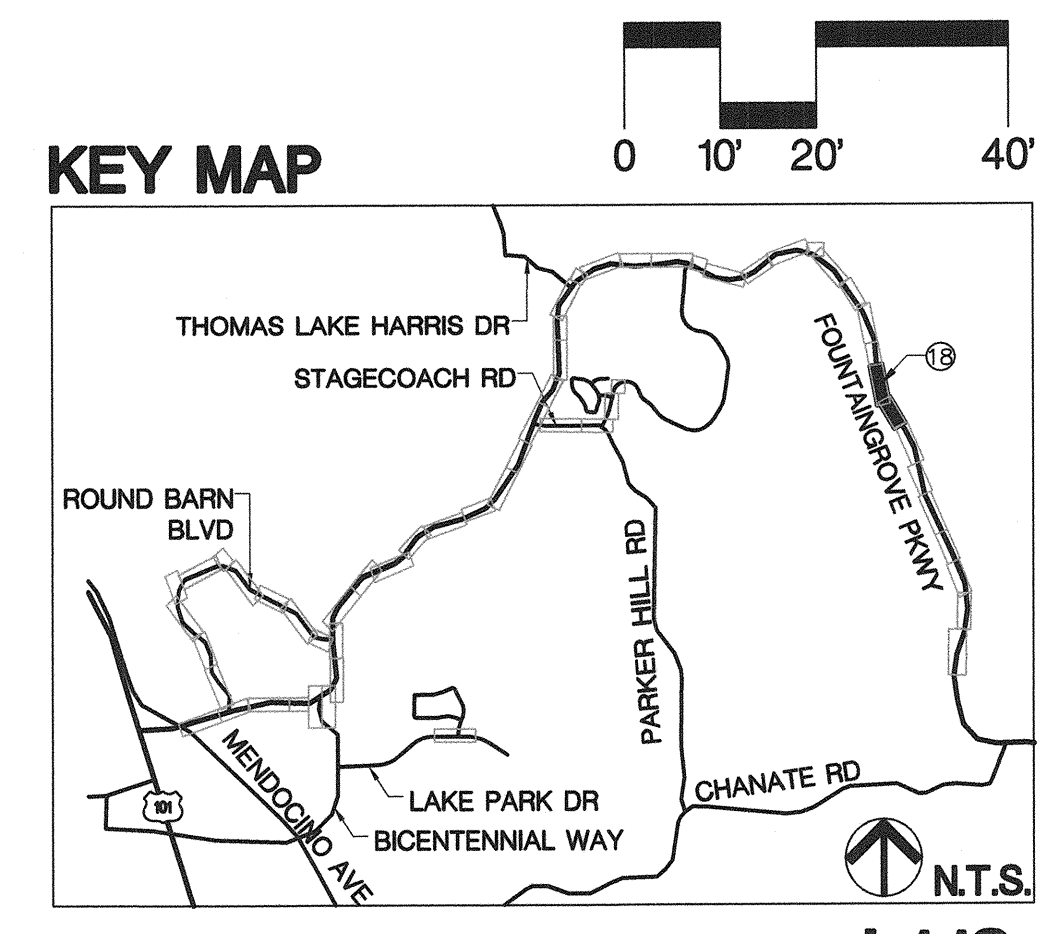 0 10' 20' 40'
KEY MAP
THOMAS LAKE HARRIS DR
STAGECOACH RD
18
FOUNTAINGROVE PKWY
ROUND BARN
BLVD
PARKER HILL RD
MENDOCINO AVE
101
LAKE PARK DR
BICENTENNIAL WAY
CHANATE RD
N.T.S.